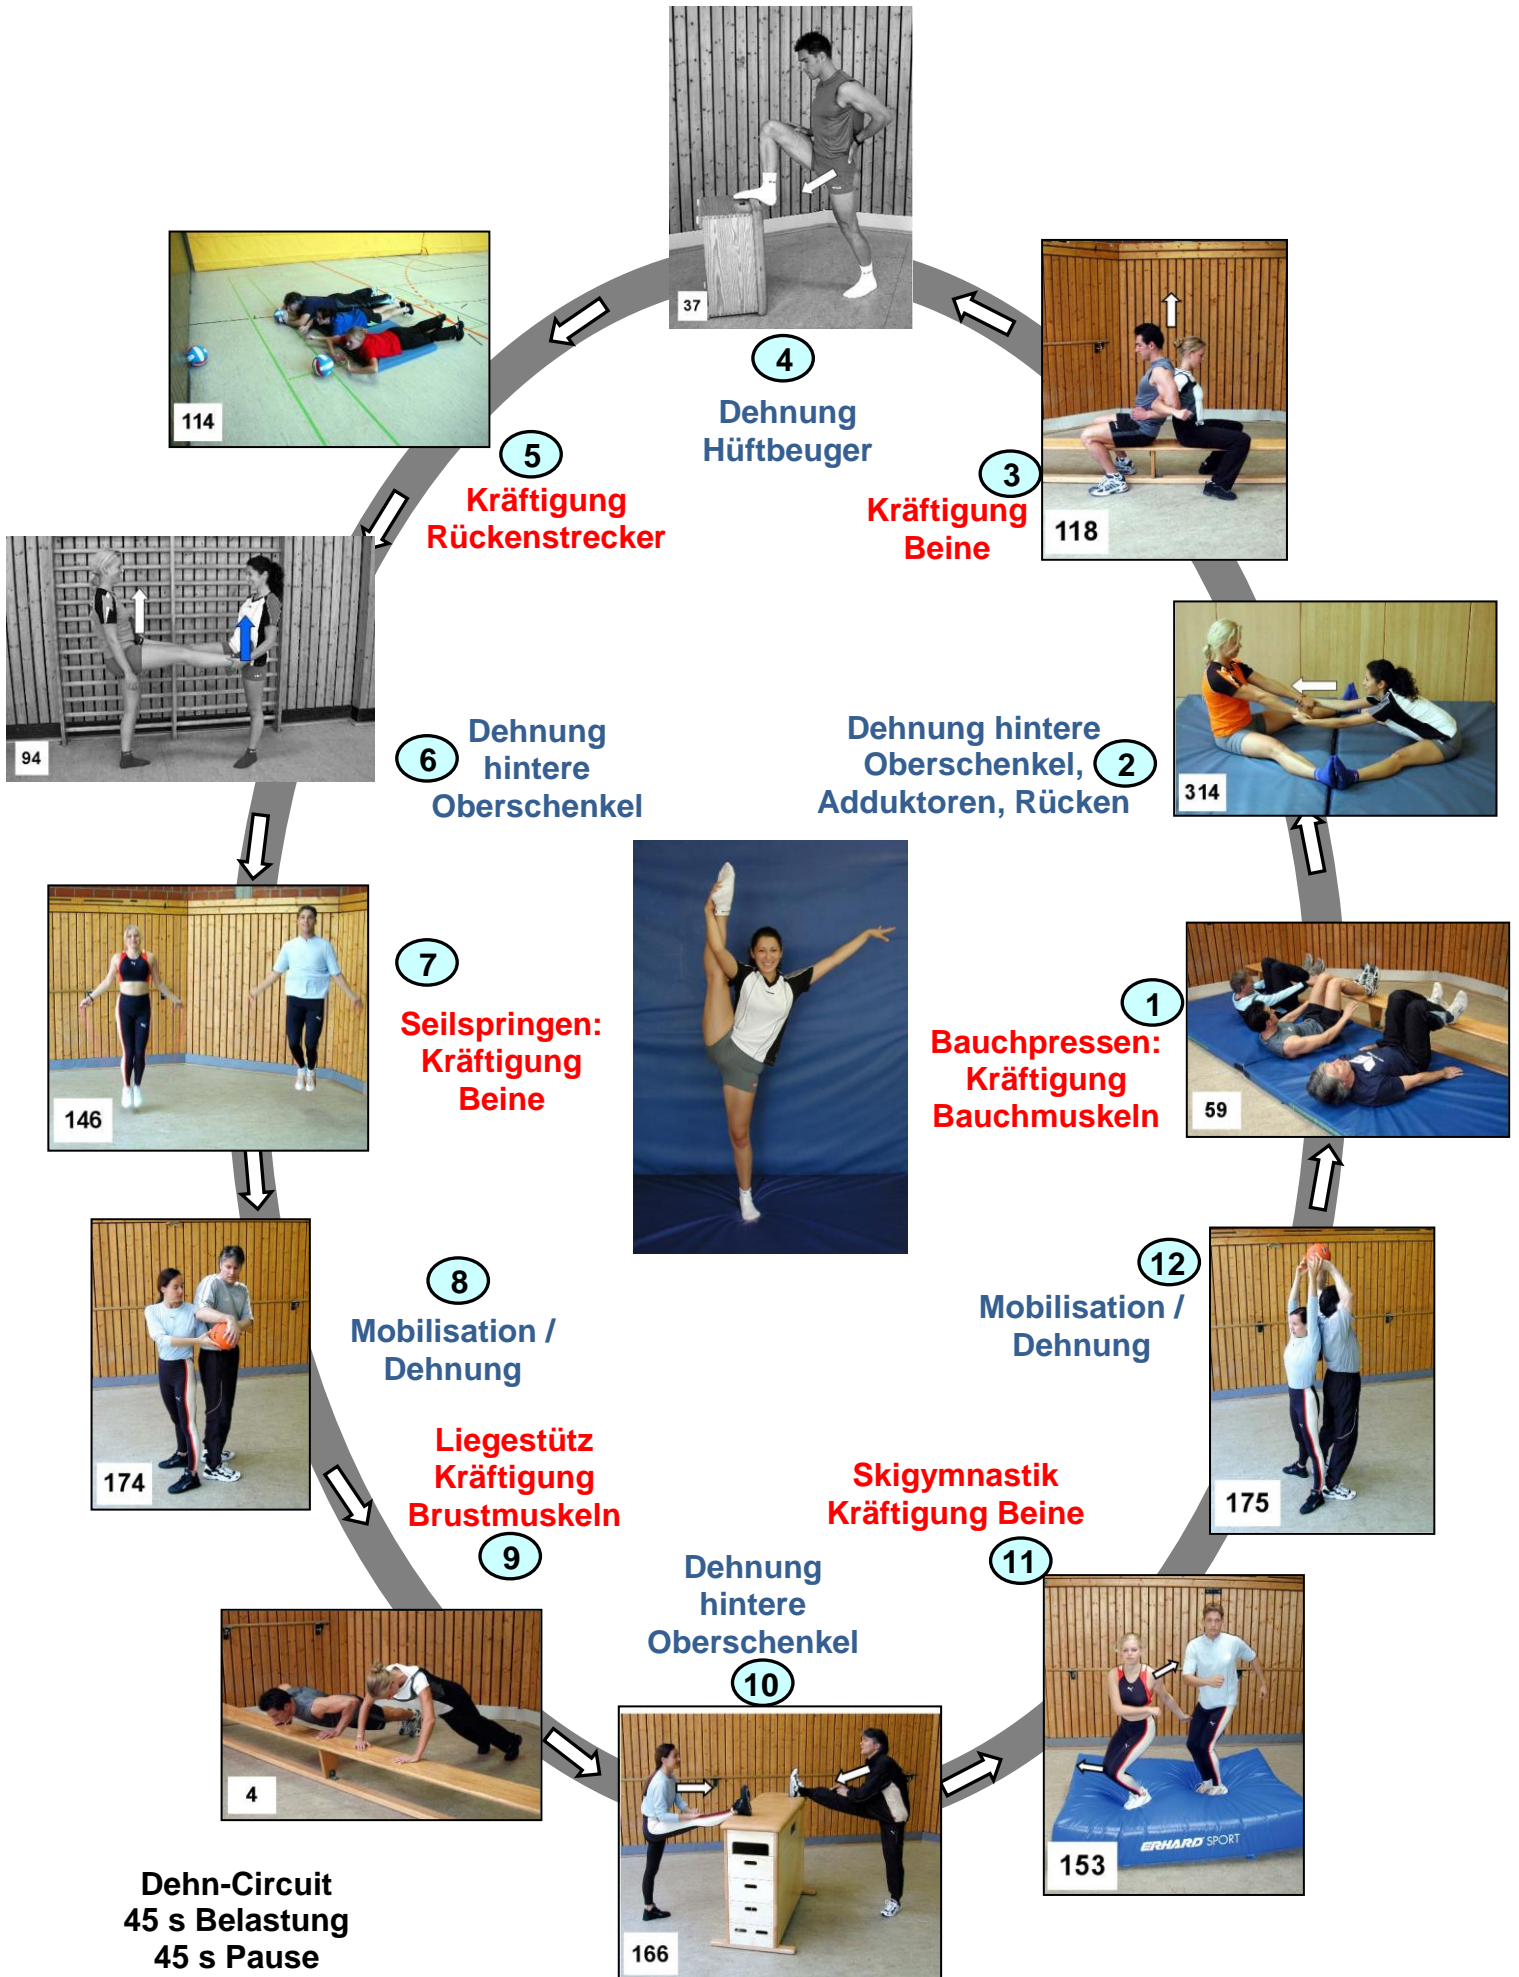 37
4
Dehnung
Hüftbeuger
114
5
Kräftigung
Rückenstrecker
118
3
Kräftigung
Beine
94
6
Dehnung
hintere
Oberschenkel
314
2
Dehnung hintere
Oberschenkel,
Adduktoren, Rücken
146
7
Seilspringen:
Kräftigung
Beine
59
1
Bauchpressen:
Kräftigung
Bauchmuskeln
174
8
Mobilisation /
Dehnung
175
12
Mobilisation /
Dehnung
Liegestütz
Kräftigung
Brustmuskeln
9
4
Dehnung
hintere
Oberschenkel
10
166
Skigymnastik
Kräftigung Beine
11
ERHARD SPORT
153
Dehn-Circuit
45 s Belastung
45 s Pause